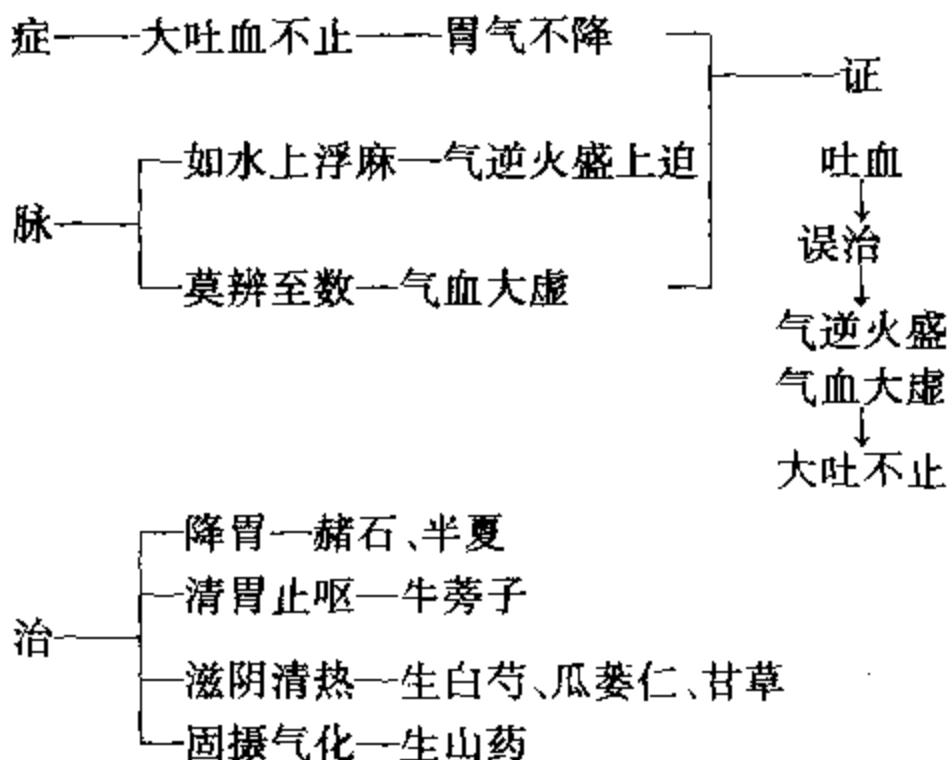 症——大吐血不止——胃气不降
证
如水上浮麻—气逆火盛上迫
吐血
脉
误治
莫辨至数—气血大虚
气逆火盛
气血大虚
大吐不止
降胃—赭石、半夏
清胃止呕—牛蒡子
治
滋阴清热—生白芍、瓜蒌仁、甘草
固摄气化—生山药